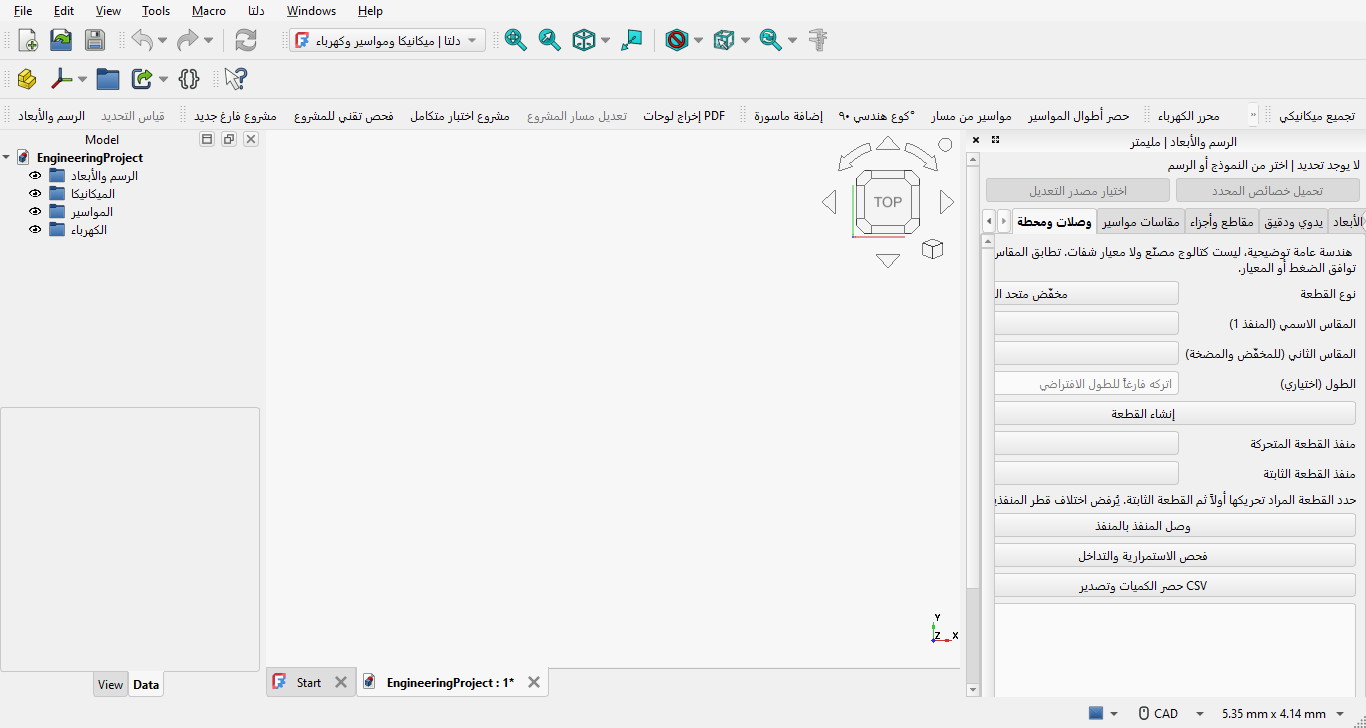 File Edit View Tools Macro دلتا Windows Help
دلتا | ميكانيكا ومواسير وكهرباء
الرسم والأبعاد قياس التحديد مشروع فارغ جديد مشروع اختبار متكامل فحص تقني للمشروع تعديل مسار المشروع إخراج لوحات PDF إضافة ماسورة كوع هندسي ٩٠° مواسير من مسار حصر أطوال المواسير محرر الكهرباء » تجميع ميكانيكي
Model
EngineeringProject
الرسم والأبعاد
الميكانيكا
المواسير
الكهرباء
View Data
TOP
Y
Z X
Start EngineeringProject : 1*
الرسم والأبعاد | مليمتر
لا يوجد تحديد | اختر من النموذج أو الرسم
تحميل خصائص المحدد اختيار مصدر التعديل
الأبعاد يدوي ودقيق مقاطع وأجزاء مقاسات مواسير وصلات ومحطة
هندسة عامة توضيحية، ليست كتالوج مصنّع ولا معيار شفات. تطابق المقاس
توافق الضغط أو المعيار.
نوع القطعة مخفّض متحد ال
المقاس الاسمي (المنفذ 1)
المقاس الثاني (للمخفّض والمضخة)
الطول (اختياري) اتركه فارغاً للطول الافتراضي
إنشاء القطعة
منفذ القطعة المتحركة
منفذ القطعة الثابتة
حدد القطعة المراد تحريكها أولاً ثم القطعة الثابتة. يُرفض اختلاف قطر المنفذي
وصل المنفذ بالمنفذ
فحص الاستمرارية والتداخل
حصر الكميات وتصدير CSV
CAD 5.35 mm x 4.14 mm